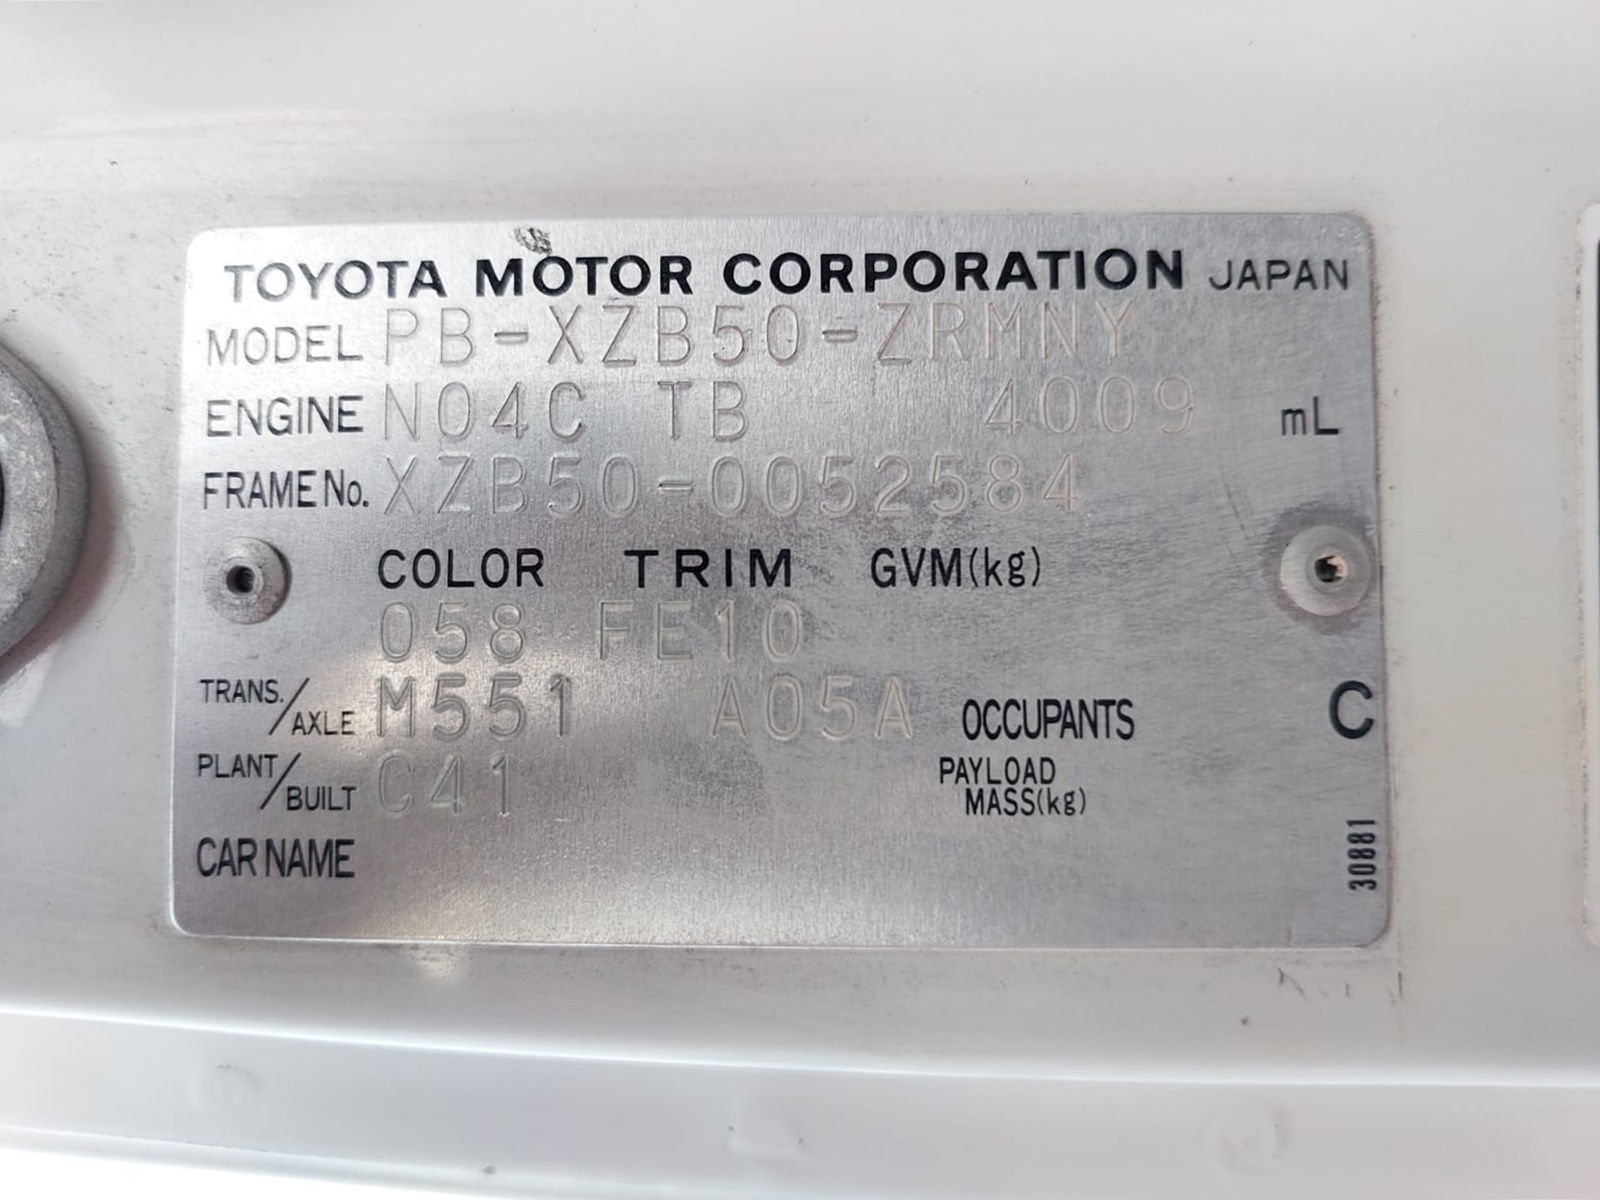 TOYOTA MOTOR CORPORATION JAPAN
MODEL PB-XZB50-ZRMNY
ENGINE N04C TB 4009 mL
FRAME No. XZB50-0052584
COLOR TRIM GVM(kg)
058 FE10
TRANS./AXLE M551 A05A OCCUPANTS C
PLANT/BUILT C41 PAYLOAD MASS(kg)
CAR NAME
30881